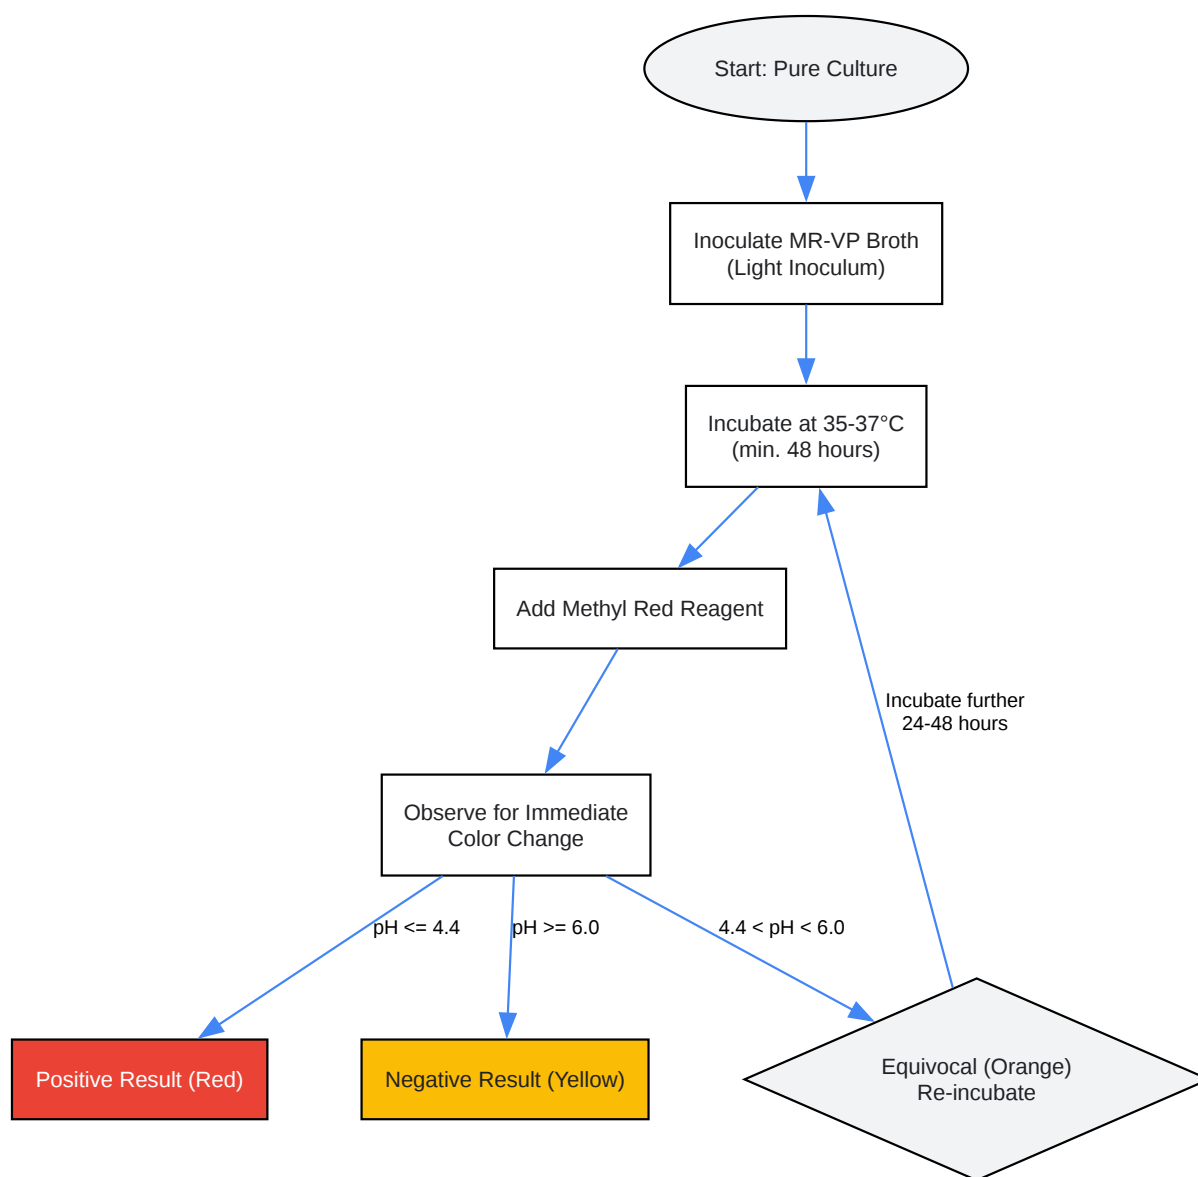 Start: Pure Culture
Inoculate MR-VP Broth
(Light Inoculum)
Incubate at 35-37°C
(min. 48 hours)
Add Methyl Red Reagent
Incubate further
24-48 hours
Observe for Immediate
Color Change
pH <= 4.4
pH >= 6.0
4.4 < pH < 6.0
Positive Result (Red)
Negative Result (Yellow)
Equivocal (Orange)
Re-incubate